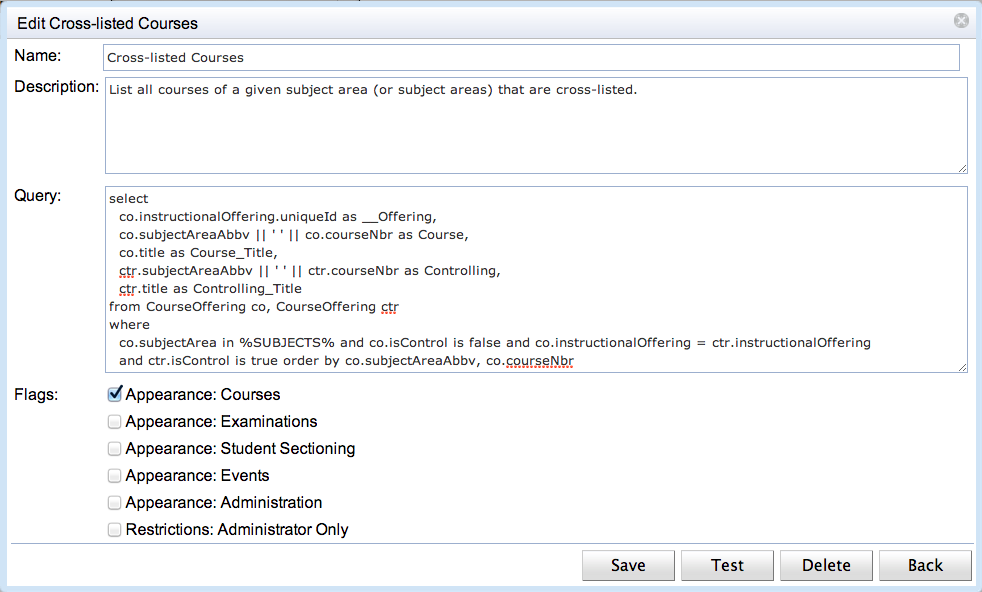 Edit Cross-listed Courses
Name: Cross-listed Courses
Description: List all courses of a given subject area (or subject areas) that are cross-listed.
Query: select
co.instructionalOffering.uniqueId as __Offering,
co.subjectAreaAbbv || ' ' || co.courseNbr as Course,
co.title as Course_Title,
ctr.subjectAreaAbbv || ' ' || ctr.courseNbr as Controlling,
ctr.title as Controlling_Title
from CourseOffering co, CourseOffering ctr
where
co.subjectArea in %SUBJECTS% and co.isControl is false and co.instructionalOffering = ctr.instructionalOffering
and ctr.isControl is true order by co.subjectAreaAbbv, co.courseNbr
Flags: Appearance: Courses
Appearance: Examinations
Appearance: Student Sectioning
Appearance: Events
Appearance: Administration
Restrictions: Administrator Only
Save Test Delete Back